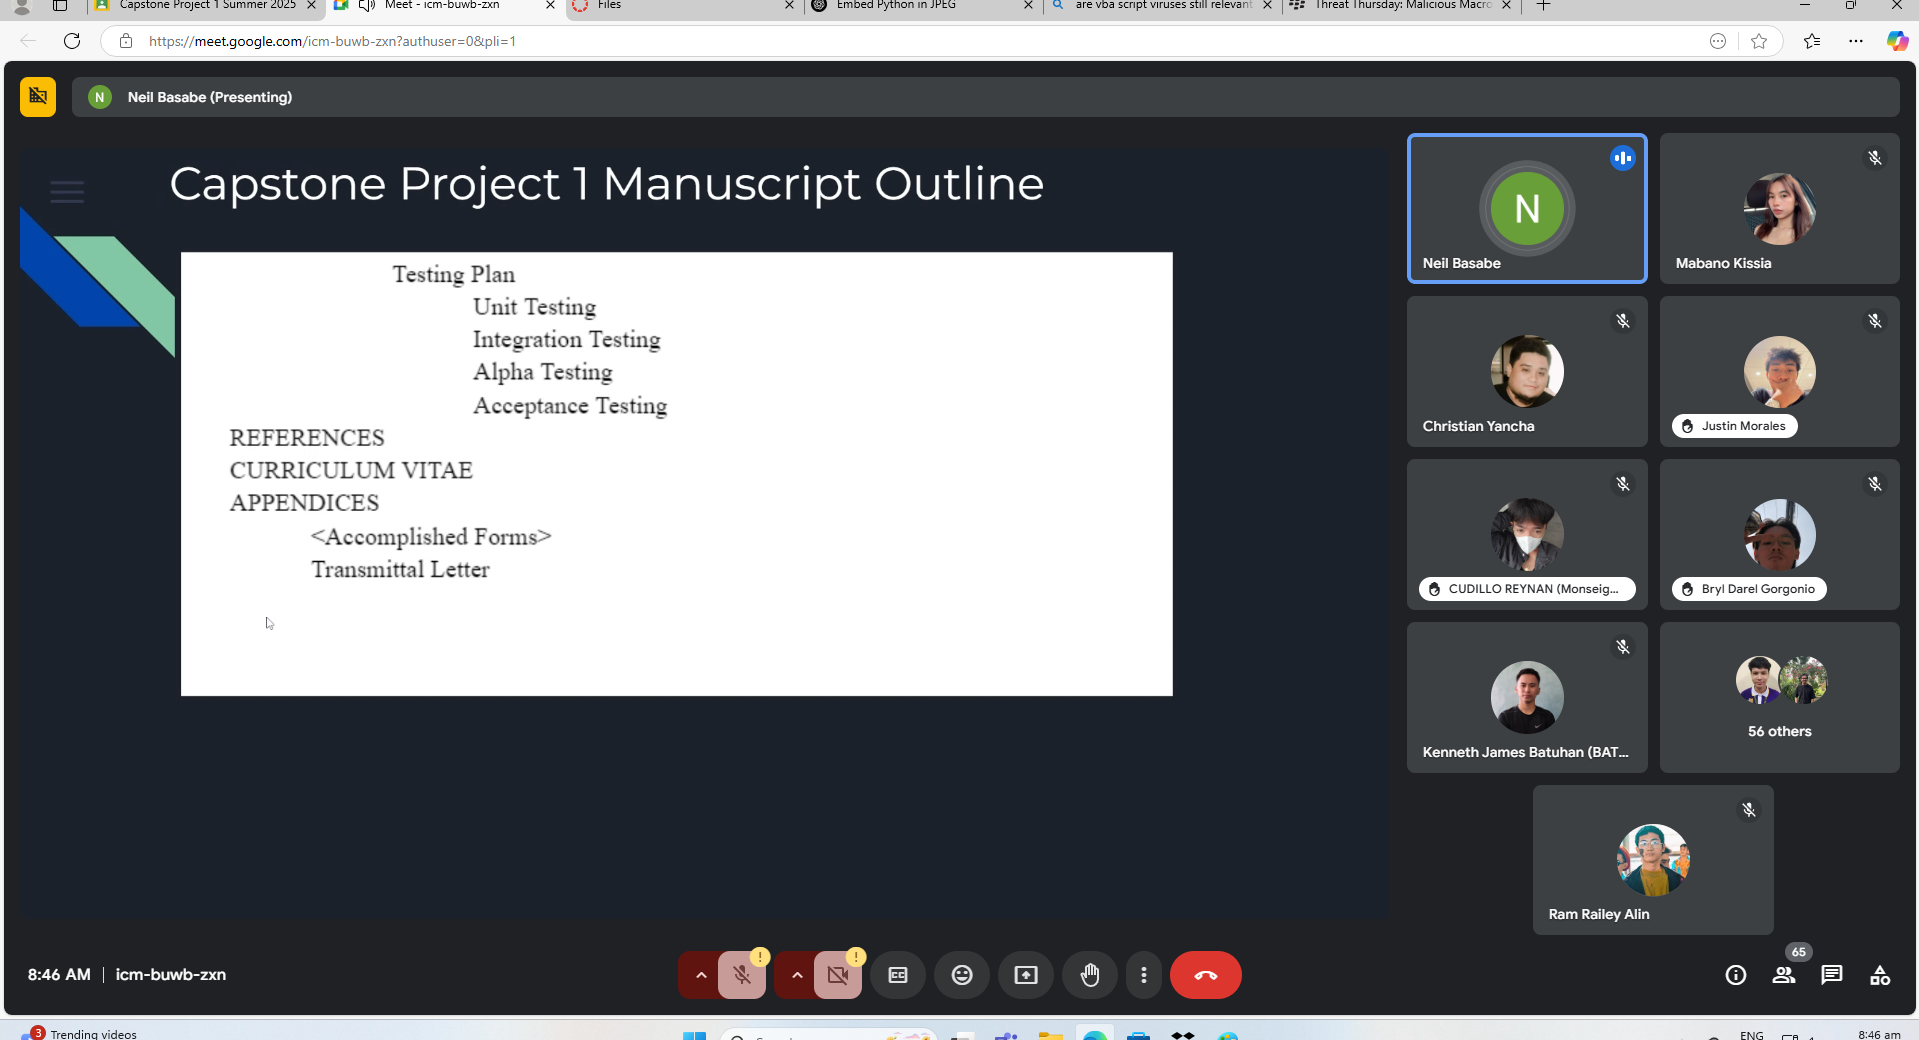 Capstone Project 1 Summer 2025
Meet - icm-buwb-zxn
Files
Embed Python in JPEG
are vba script viruses still relevant
Threat Thursday: Malicious Macro
https://meet.google.com/icm-buwb-zxn?authuser=0&pli=1
N
Neil Basabe (Presenting)
Capstone Project 1 Manuscript Outline
Testing Plan
Unit Testing
Integration Testing
Alpha Testing
Acceptance Testing
REFERENCES
CURRICULUM VITAE
APPENDICES
<Accomplished Forms>
Transmittal Letter
N
Neil Basabe
Mabano Kissia
Christian Yancha
Justin Morales
CUDILLO REYNAN (Monseig...
Bryl Darel Gorgonio
Kenneth James Batuhan (BAT...
56 others
Ram Railey Alin
8:46 AM | icm-buwb-zxn
!
!
CC
65
3
Trending videos
ENG
8:46 am